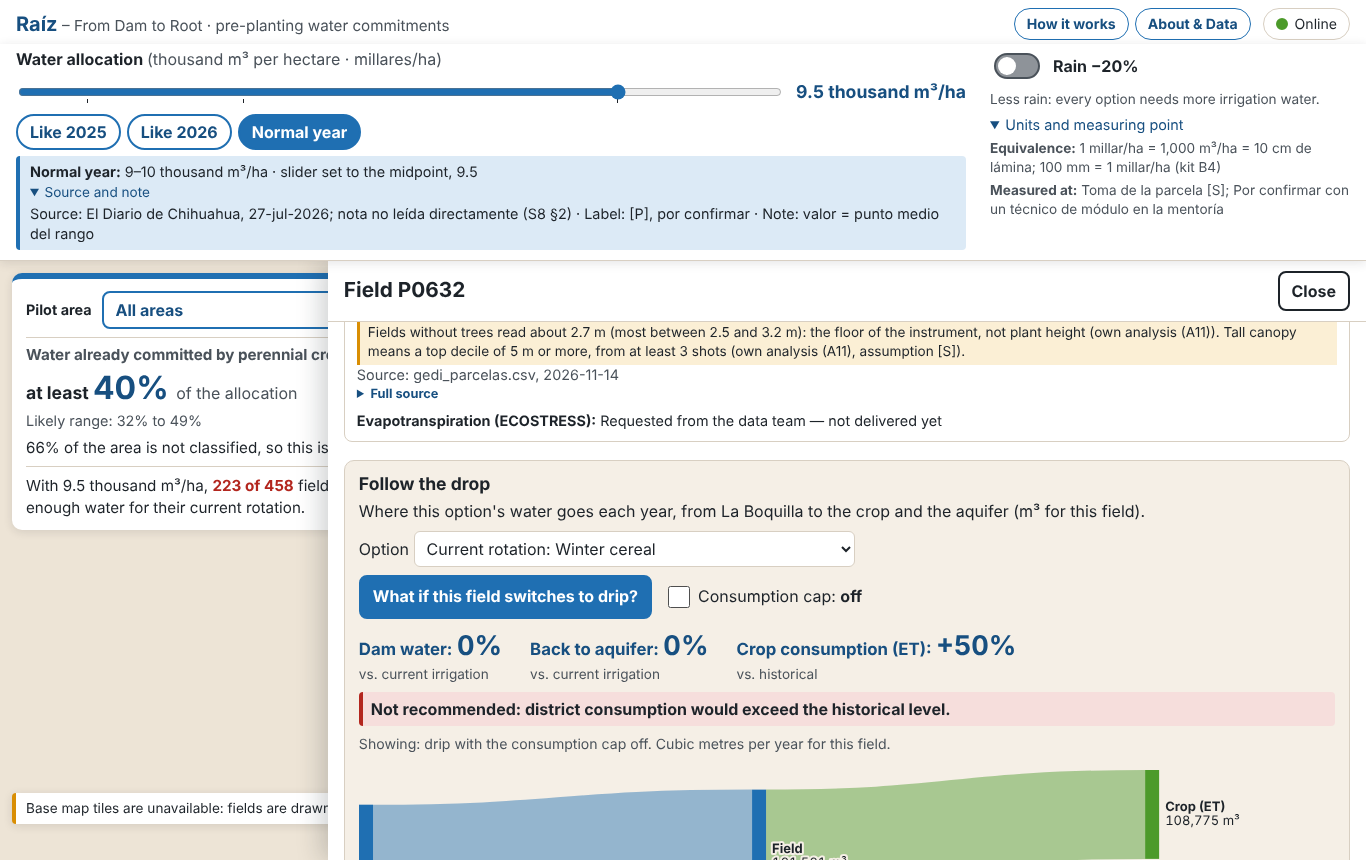 Raíz – From Dam to Root · pre-planting water commitments
How it works
About & Data
Online
Water allocation (thousand m³ per hectare · millares/ha)
9.5 thousand m³/ha
Like 2025
Like 2026
Normal year
Normal year: 9–10 thousand m³/ha · slider set to the midpoint, 9.5
▼ Source and note
Source: El Diario de Chihuahua, 27-jul-2026; nota no leída directamente (S8 §2) · Label: [P], por confirmar · Note: valor = punto medio
del rango
Rain −20%
Less rain: every option needs more irrigation water.
▼ Units and measuring point
Equivalence: 1 millar/ha = 1,000 m³/ha = 10 cm de
lámina; 100 mm = 1 millar/ha (kit B4)
Measured at: Toma de la parcela [S]; Por confirmar con
un técnico de módulo en la mentoría
Pilot area
All areas
Water already committed by perennial
at least 40% of the allocation
Likely range: 32% to 49%
66% of the area is not classified, so this is
With 9.5 thousand m³/ha, 223 of 458
enough water for their current rotation.
Base map tiles are unavailable: fields are
Field P0632
Close
Fields without trees read about 2.7 m (most between 2.5 and 3.2 m): the floor of the instrument, not plant height (own analysis (A11)). Tall canopy
means a top decile of 5 m or more, from at least 3 shots (own analysis (A11), assumption [S]).
Source: gedi_parcelas.csv, 2026-11-14
▶ Full source
Evapotranspiration (ECOSTRESS): Requested from the data team — not delivered yet
Follow the drop
Where this option's water goes each year, from La Boquilla to the crop and the aquifer (m³ for this field).
Option
Current rotation: Winter cereal
What if this field switches to drip?
Consumption cap: off
Dam water: 0%
vs. current irrigation
Back to aquifer: 0%
vs. current irrigation
Crop consumption (ET): +50%
vs. historical
Not recommended: district consumption would exceed the historical level.
Showing: drip with the consumption cap off. Cubic metres per year for this field.
Crop (ET)
108,775 m³
Field